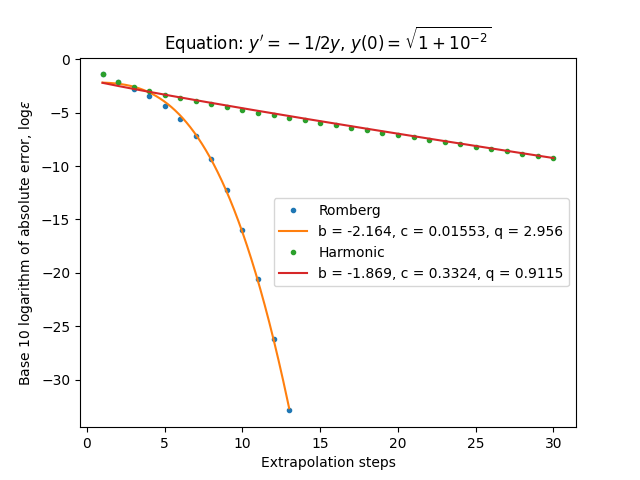 Equation: y′ = −1/2y, y(0) = √1 + 10⁻²
Base 10 logarithm of absolute error, logε
0
−5
−10
−15
−20
−25
−30
Romberg
b = -2.164, c = 0.01553, q = 2.956
Harmonic
b = -1.869, c = 0.3324, q = 0.9115
0 5 10 15 20 25 30
Extrapolation steps